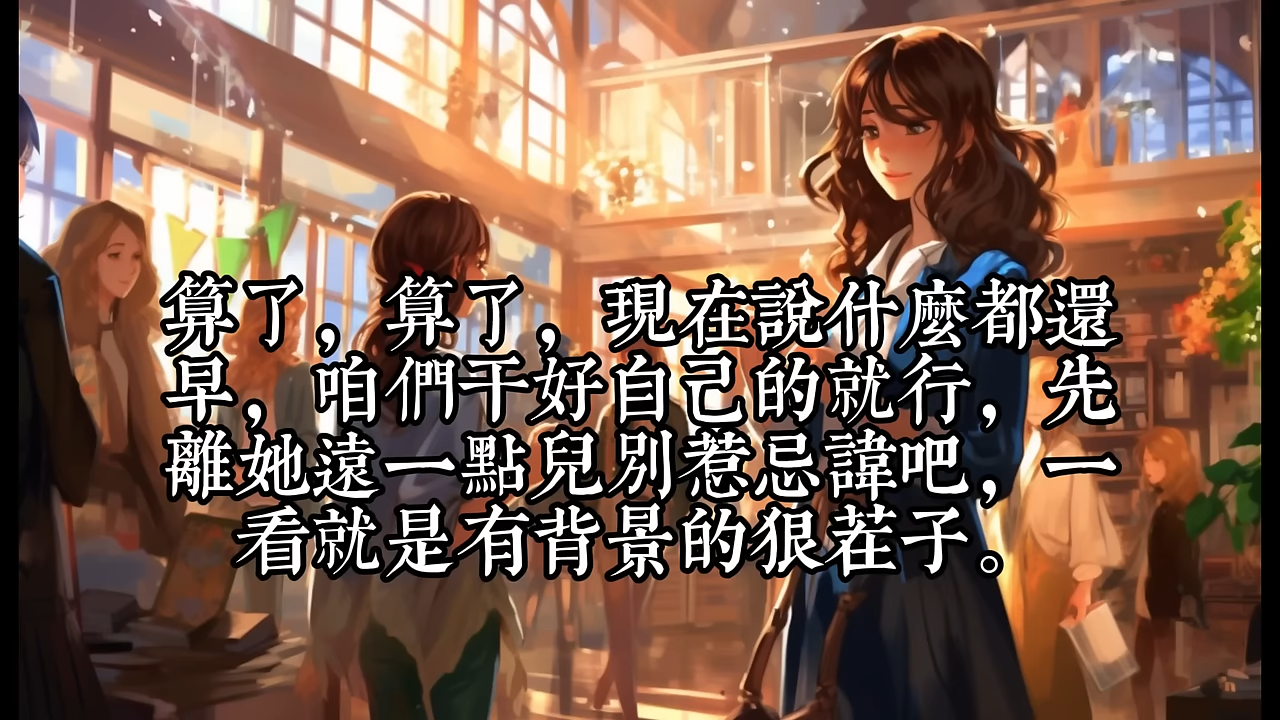 算了，算了，現在說什麼都還
早，咱們干好自己的就行，先
離她遠一點兒別惹忌諱吧，一
看就是有背景的狠茬子。